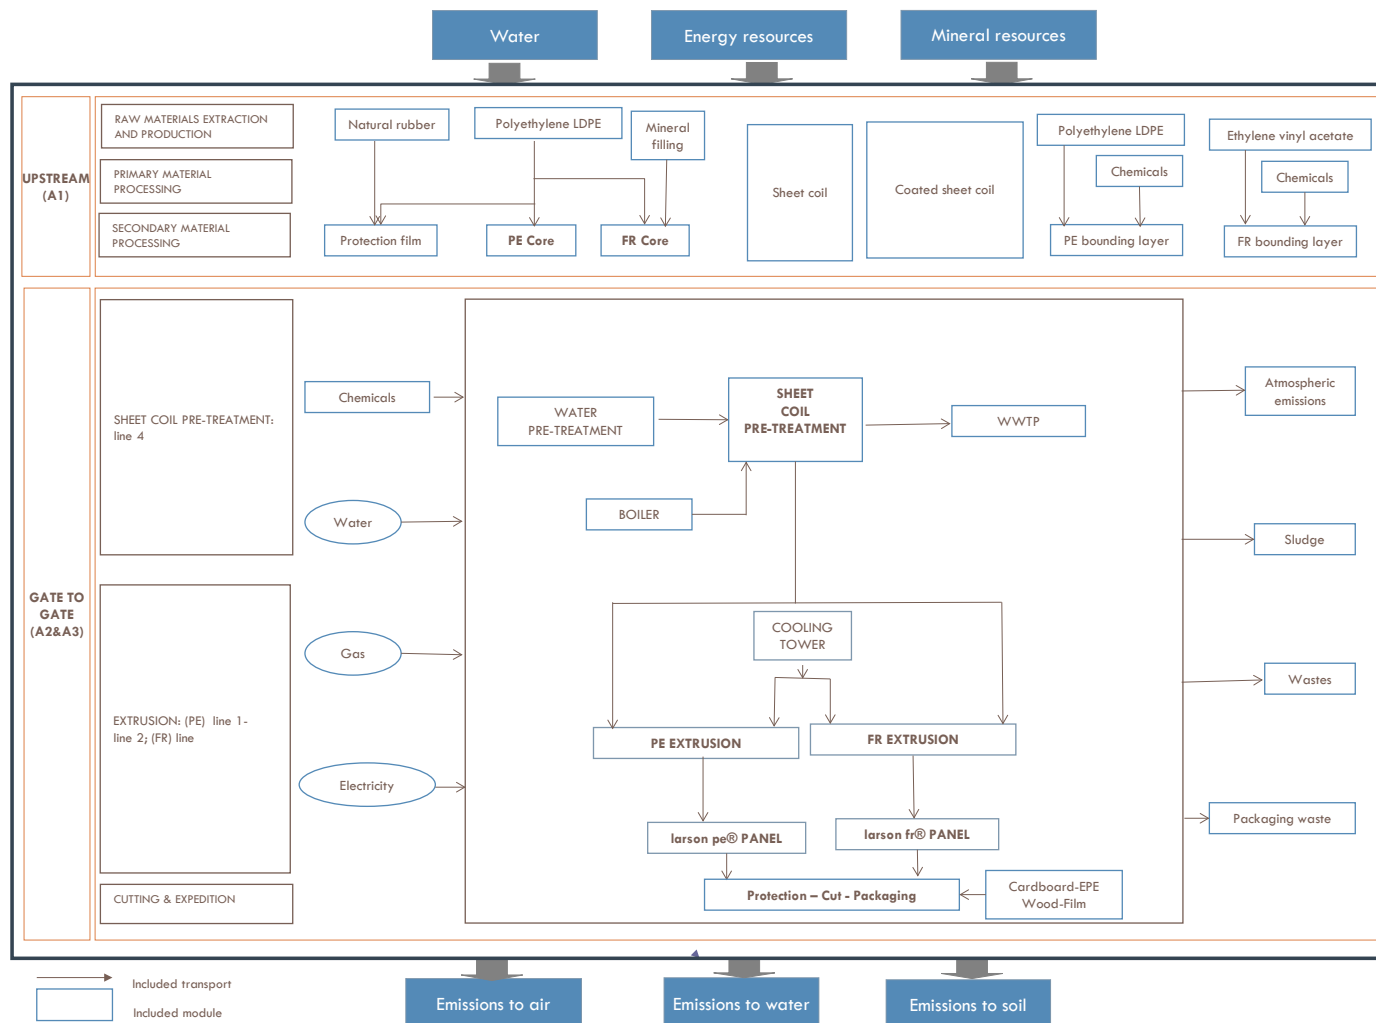 Water
Energy resources
Mineral resources
UPSTREAM
(A1)
RAW MATERIALS EXTRACTION
AND PRODUCTION
PRIMARY MATERIAL
PROCESSING
SECONDARY MATERIAL
PROCESSING
Natural rubber
Polyethylene LDPE
Mineral
filling
Protection film
PE Core
FR Core
Sheet coil
Coated sheet coil
Polyethylene LDPE
Chemicals
PE bounding layer
Ethylene vinyl acetate
Chemicals
FR bounding layer
GATE TO
GATE
(A2&A3)
SHEET COIL PRE-TREATMENT:
line 4
EXTRUSION: (PE) line 1-
line 2; (FR) line
CUTTING & EXPEDITION
Chemicals
Water
Gas
Electricity
WATER
PRE-TREATMENT
SHEET
COIL
PRE-TREATMENT
WWTP
BOILER
COOLING
TOWER
PE EXTRUSION
FR EXTRUSION
larson pe® PANEL
larson fr® PANEL
Protection – Cut - Packaging
Cardboard-EPE
Wood-Film
Atmospheric
emissions
Sludge
Wastes
Packaging waste
Included transport
Included module
Emissions to air
Emissions to water
Emissions to soil